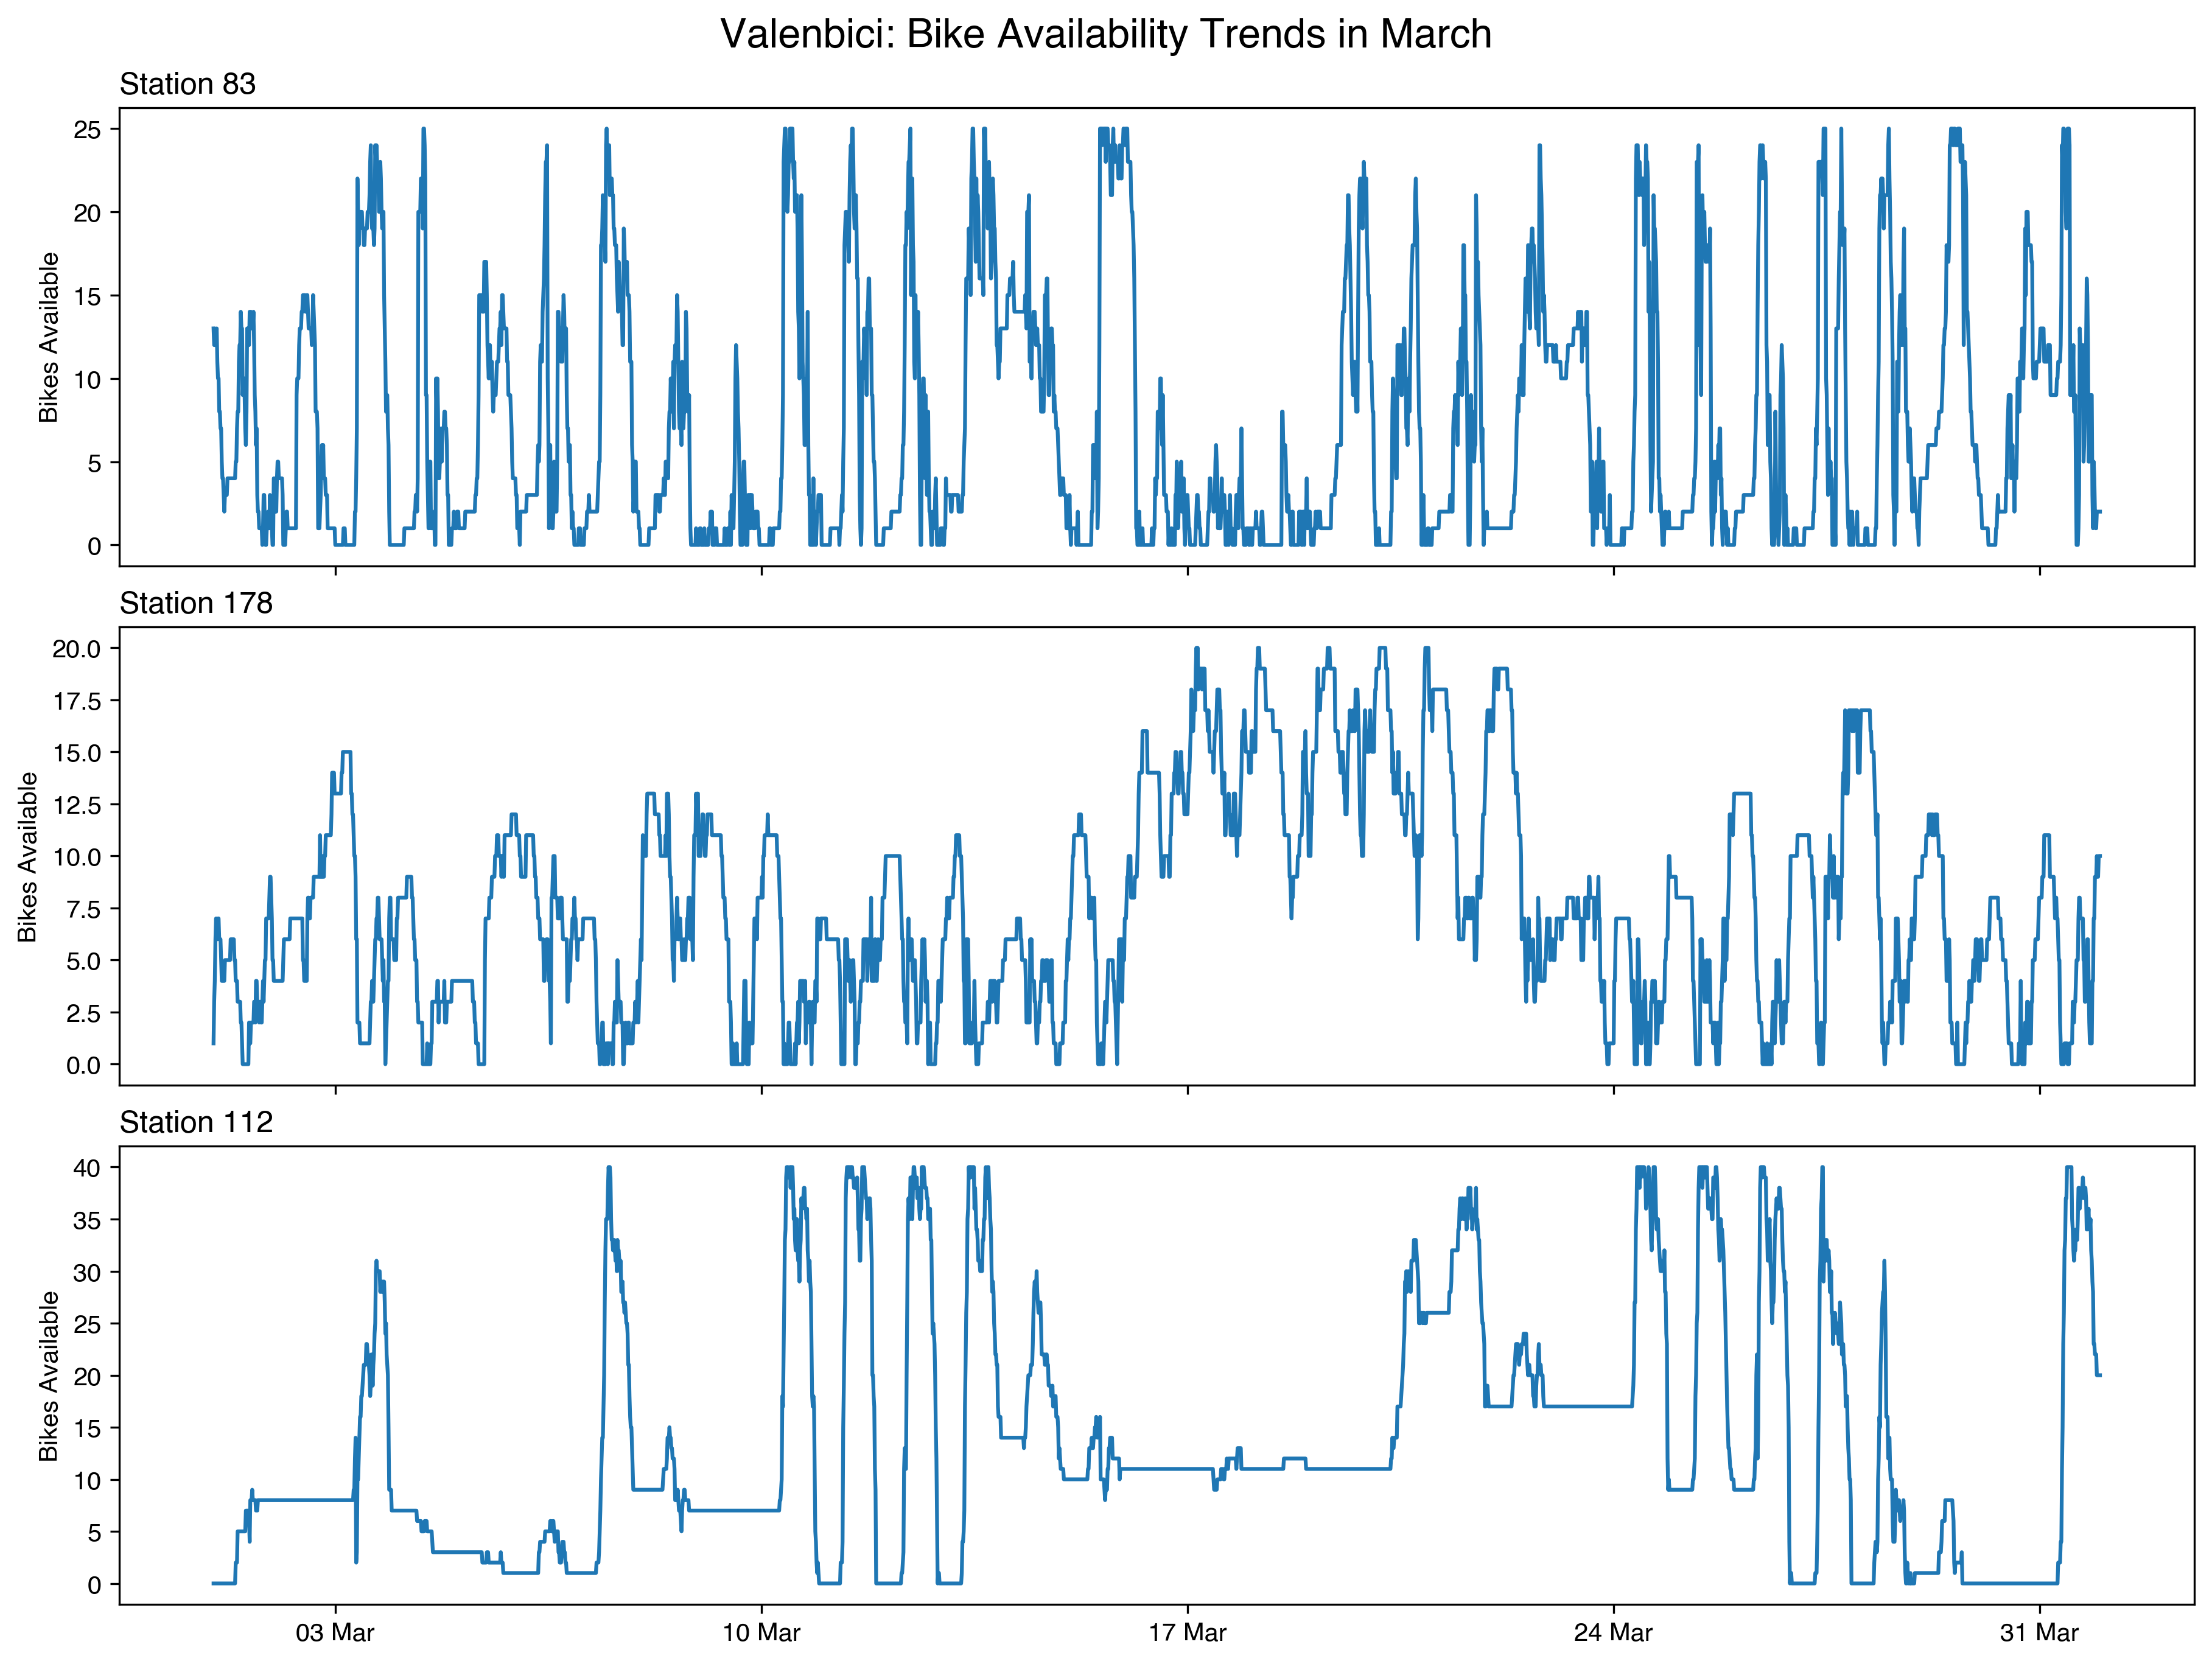 Valenbici: Bike Availability Trends in March
Station 83
Bikes Available
25
20
15
10
5
0
Station 178
Bikes Available
20.0
17.5
15.0
12.5
10.0
7.5
5.0
2.5
0.0
Station 112
Bikes Available
40
35
30
25
20
15
10
5
0
03 Mar
10 Mar
17 Mar
24 Mar
31 Mar